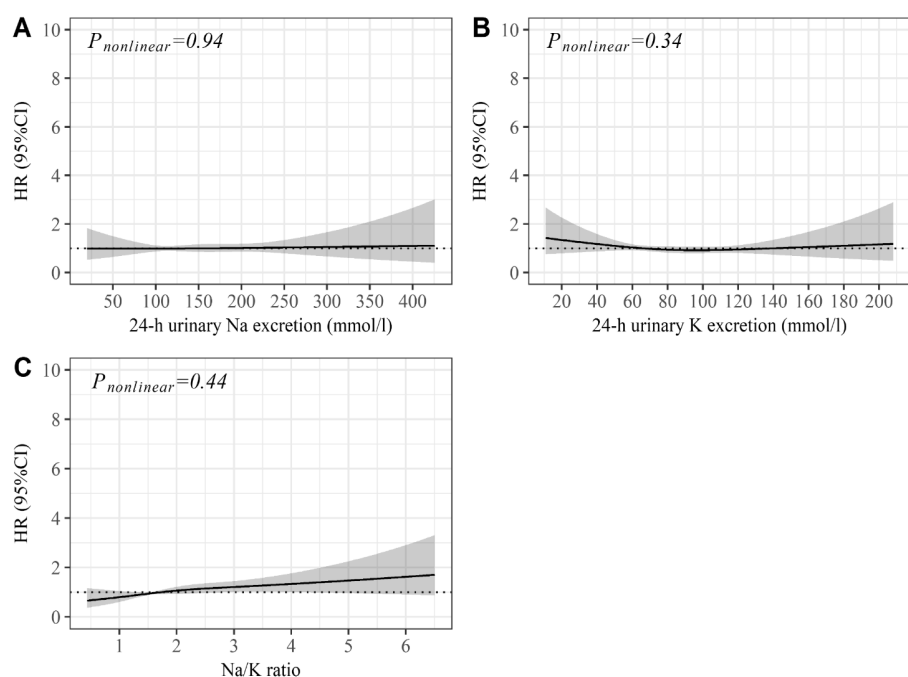 A
P nonlinear=0.94
HR (95%CI)
10
8
6
4
2
0
50 100 150 200 250 300 350 400
24-h urinary Na excretion (mmol/l)
B
P nonlinear=0.34
HR (95%CI)
10
8
6
4
2
0
20 40 60 80 100 120 140 160 180 200
24-h urinary K excretion (mmol/l)
C
P nonlinear=0.44
HR (95%CI)
10
8
6
4
2
0
1 2 3 4 5 6
Na/K ratio